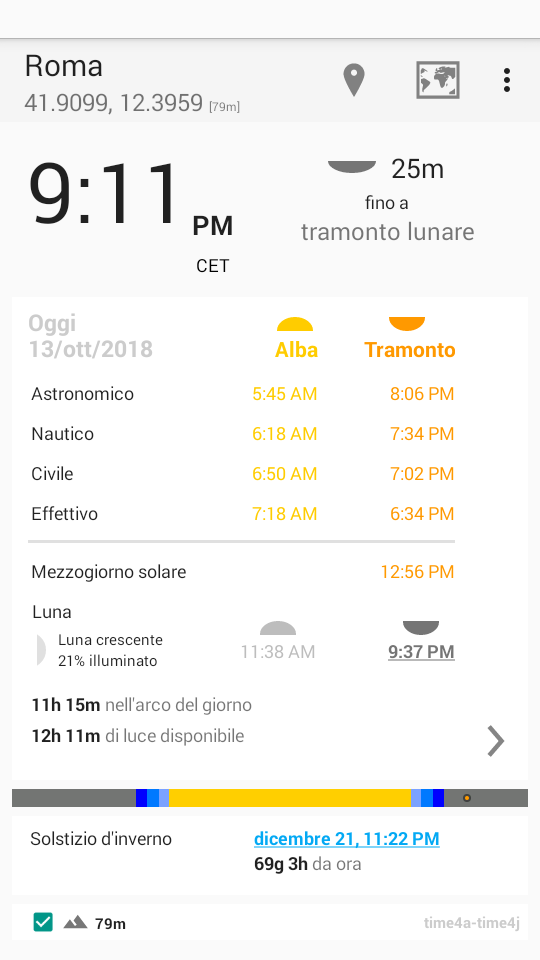 Roma
41.9099, 12.3959 [79m]
9:11 PM
CET
25m
fino a
tramonto lunare
Oggi
13/ott/2018
Alba
Tramonto
Astronomico 5:45 AM 8:06 PM
Nautico 6:18 AM 7:34 PM
Civile 6:50 AM 7:02 PM
Effettivo 7:18 AM 6:34 PM
Mezzogiorno solare 12:56 PM
Luna
Luna crescente
21% illuminato
11:38 AM 9:37 PM
11h 15m nell'arco del giorno
12h 11m di luce disponibile
Solstizio d'inverno dicembre 21, 11:22 PM
69g 3h da ora
79m time4a-time4j